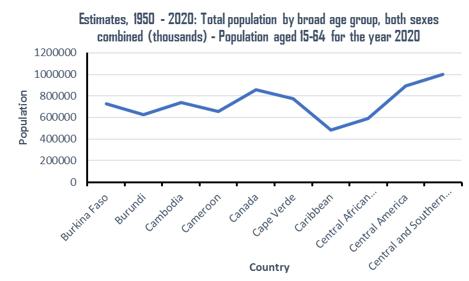 Estimates, 1950 - 2020: Total population by broad age group, both sexes
combined (thousands) - Population aged 15-64 for the year 2020
1200000
1000000
800000
600000
400000
200000
0
Population
Burkina Faso
Burundi
Cambodia
Cameroon
Canada
Cape Verde
Caribbean
Central African...
Central America
Central and Southern...
Country